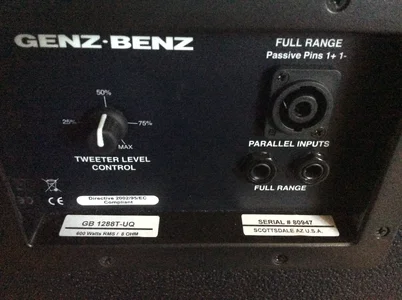 GENZ·BENZ
FULL RANGE
Passive Pins 1+ 1-
50%
25%
75%
MAX
TWEETER LEVEL
CONTROL
PARALLEL INPUTS
FULL RANGE
CE
Directive 2002/95/EC
Compliant
GB 1288T-UQ
600 Watts RMS / 8 OHM
SERIAL # 80947
SCOTTSDALE AZ U.S.A.